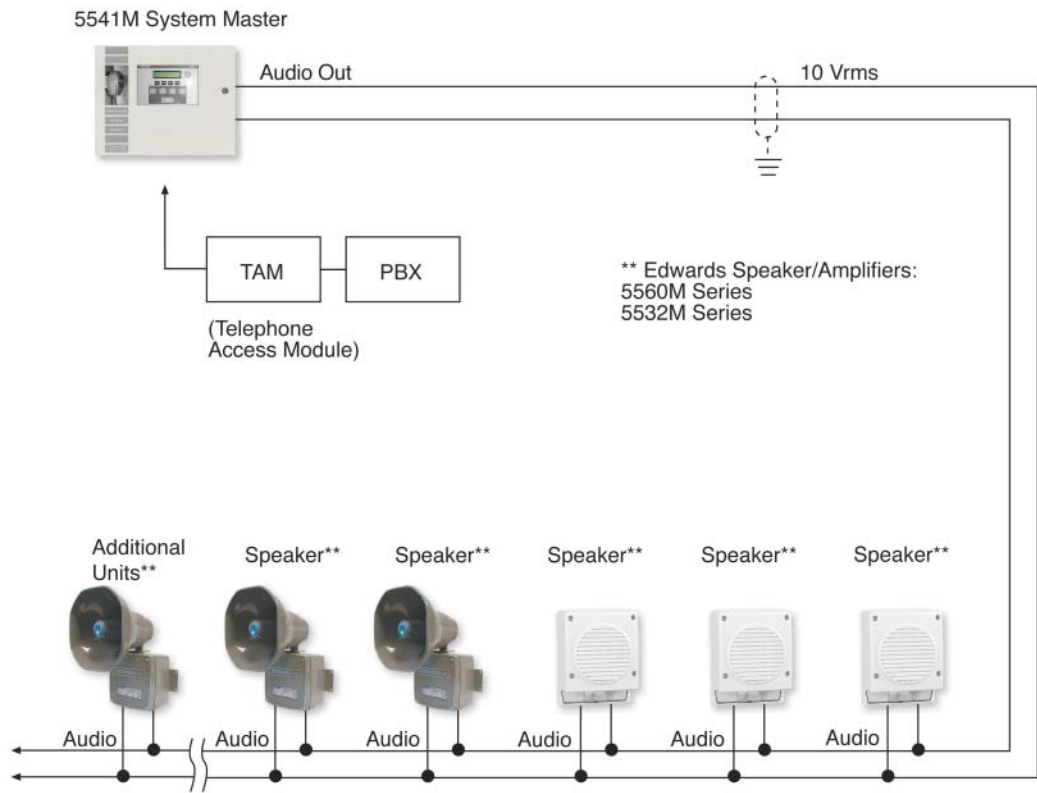 5541M System Master
Audio Out
10 Vrms
TAM
PBX
(Telephone
Access Module)
** Edwards Speaker/Amplifiers:
5560M Series
5532M Series
Additional
Units**
Speaker**
Speaker**
Speaker**
Speaker**
Speaker**
Audio
Audio
Audio
Audio
Audio
Audio